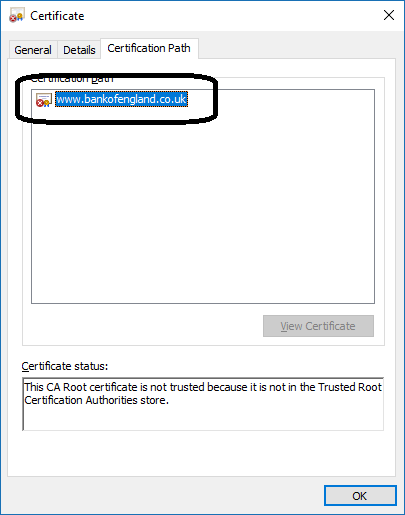 Certificate
General
Details
Certification Path
Certification Path
www.bankofengland.co.uk
View Certificate
Certificate status:
This CA Root certificate is not trusted because it is not in the Trusted Root
Certification Authorities store.
OK